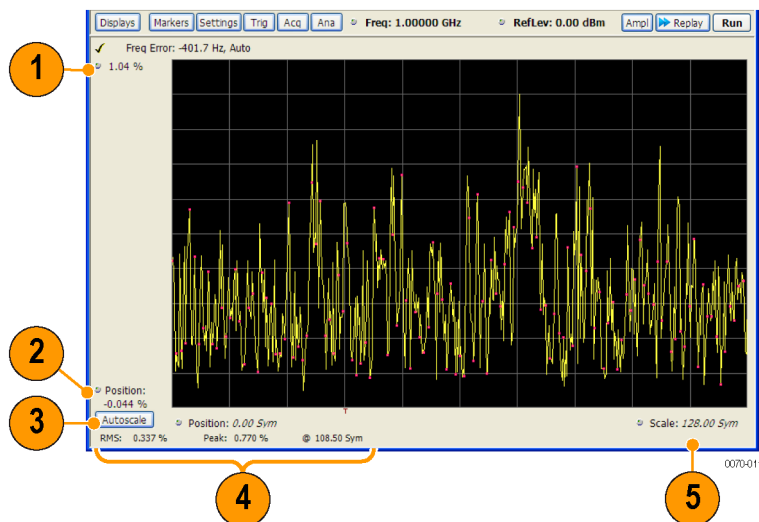 Displays Markers Settings Trig Acq Ana Freq: 1.00000 GHz RefLev: 0.00 dBm Ampl Replay Run
Freq Error: -401.7 Hz, Auto
1
1.04 %
2
Position:
-0.044 %
3
Autoscale
Position: 0.00 Sym
Scale: 128.00 Sym
RMS: 0.337 % Peak: 0.770 % @ 108.50 Sym
T
0070-011
4
5